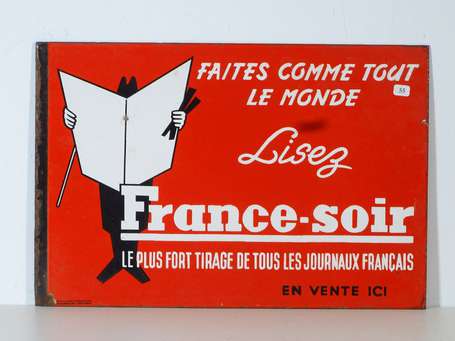 FAITES COMME TOUT
LE MONDE
55
Lisez
France-soir
LE PLUS FORT TIRAGE DE TOUS LES JOURNAUX FRANÇAIS
EN VENTE ICI